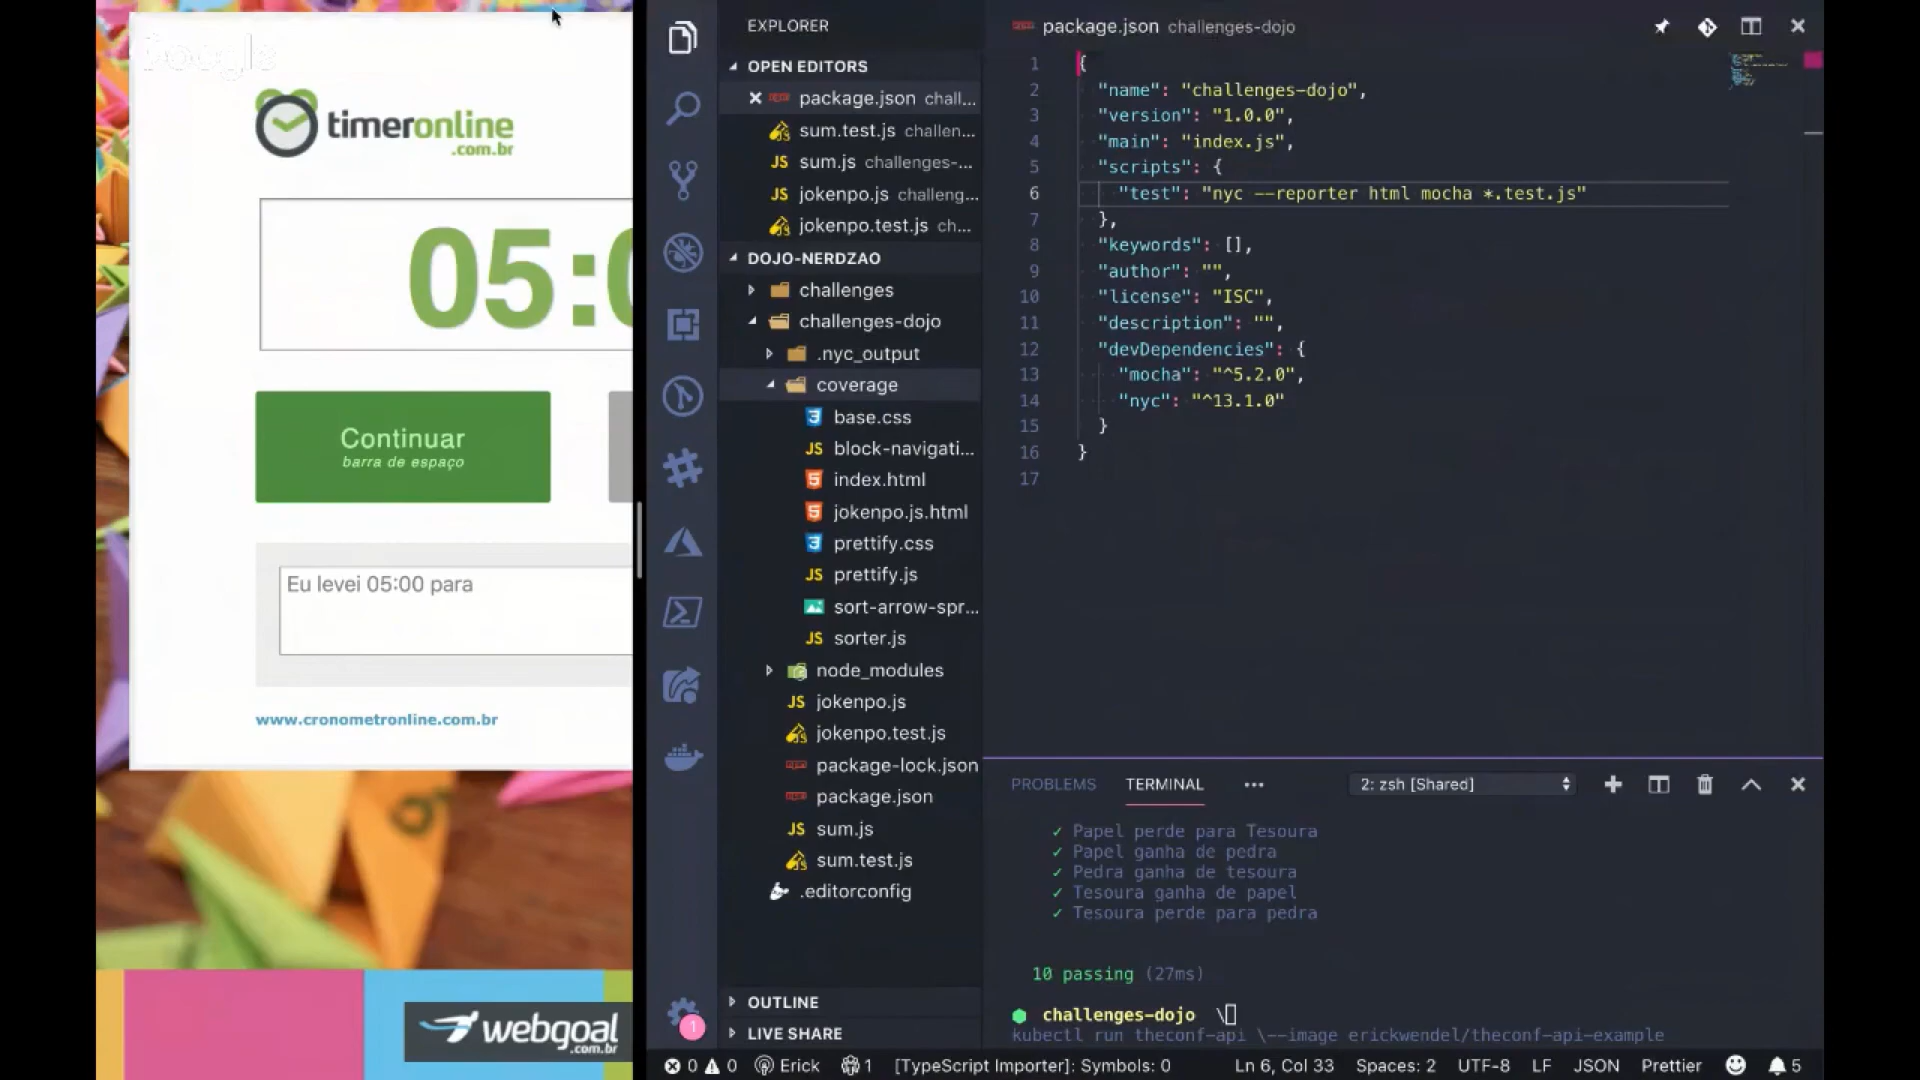 Google
timeronline
.com.br
05:0
Continuar
barra de espaço
Eu levei 05:00 para
www.cronometronline.com.br
webgoal
.com.br
EXPLORER
OPEN EDITORS
package.json chall...
sum.test.js challen...
sum.js challenges-...
jokenpo.js challeng...
jokenpo.test.js ch...
DOJO-NERDZAO
challenges
challenges-dojo
.nyc_output
coverage
base.css
block-navigati...
index.html
jokenpo.js.html
prettify.css
prettify.js
sort-arrow-spr...
sorter.js
node_modules
jokenpo.js
jokenpo.test.js
package-lock.json
package.json
sum.js
sum.test.js
.editorconfig
OUTLINE
LIVE SHARE
1
package.json challenges-dojo
1 {
2 "name": "challenges-dojo",
3 "version": "1.0.0",
4 "main": "index.js",
5 "scripts": {
6 "test": "nyc --reporter html mocha *.test.js"
7 },
8 "keywords": [],
9 "author": "",
10 "license": "ISC",
11 "description": "",
12 "devDependencies": {
13 "mocha": "^5.2.0",
14 "nyc": "^13.1.0"
15 }
16 }
17
PROBLEMS TERMINAL ... 2: zsh [Shared]
✓ Papel perde para Tesoura
✓ Papel ganha de pedra
✓ Pedra ganha de tesoura
✓ Tesoura ganha de papel
✓ Tesoura perde para pedra
10 passing (27ms)
challenges-dojo \
kubectl run theconf-api \--image erickwendel/theconf-api-example
0 0 Erick 1 [TypeScript Importer]: Symbols: 0 Ln 6, Col 33 Spaces: 2 UTF-8 LF JSON Prettier 5